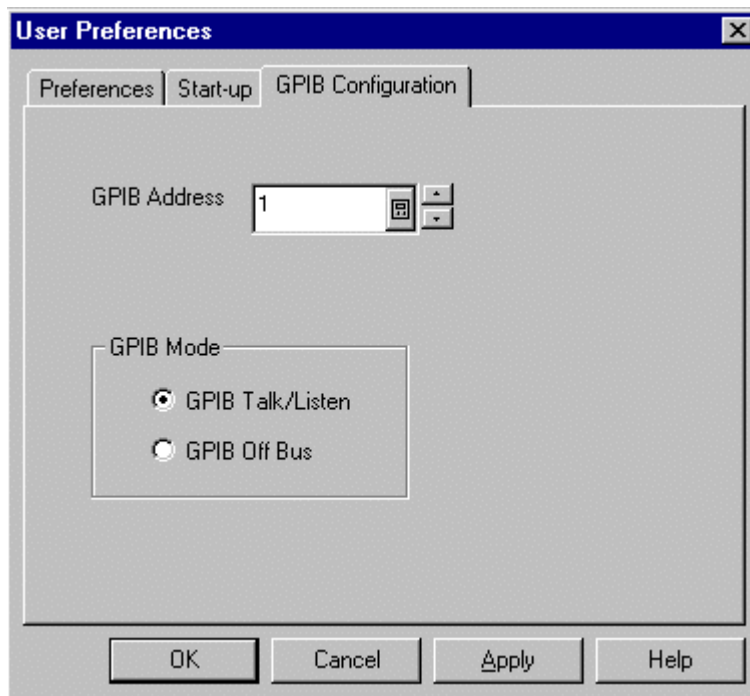 User Preferences
Preferences Start-up GPIB Configuration
GPIB Address 1
GPIB Mode
GPIB Talk/Listen
GPIB Off Bus
OK Cancel Apply Help